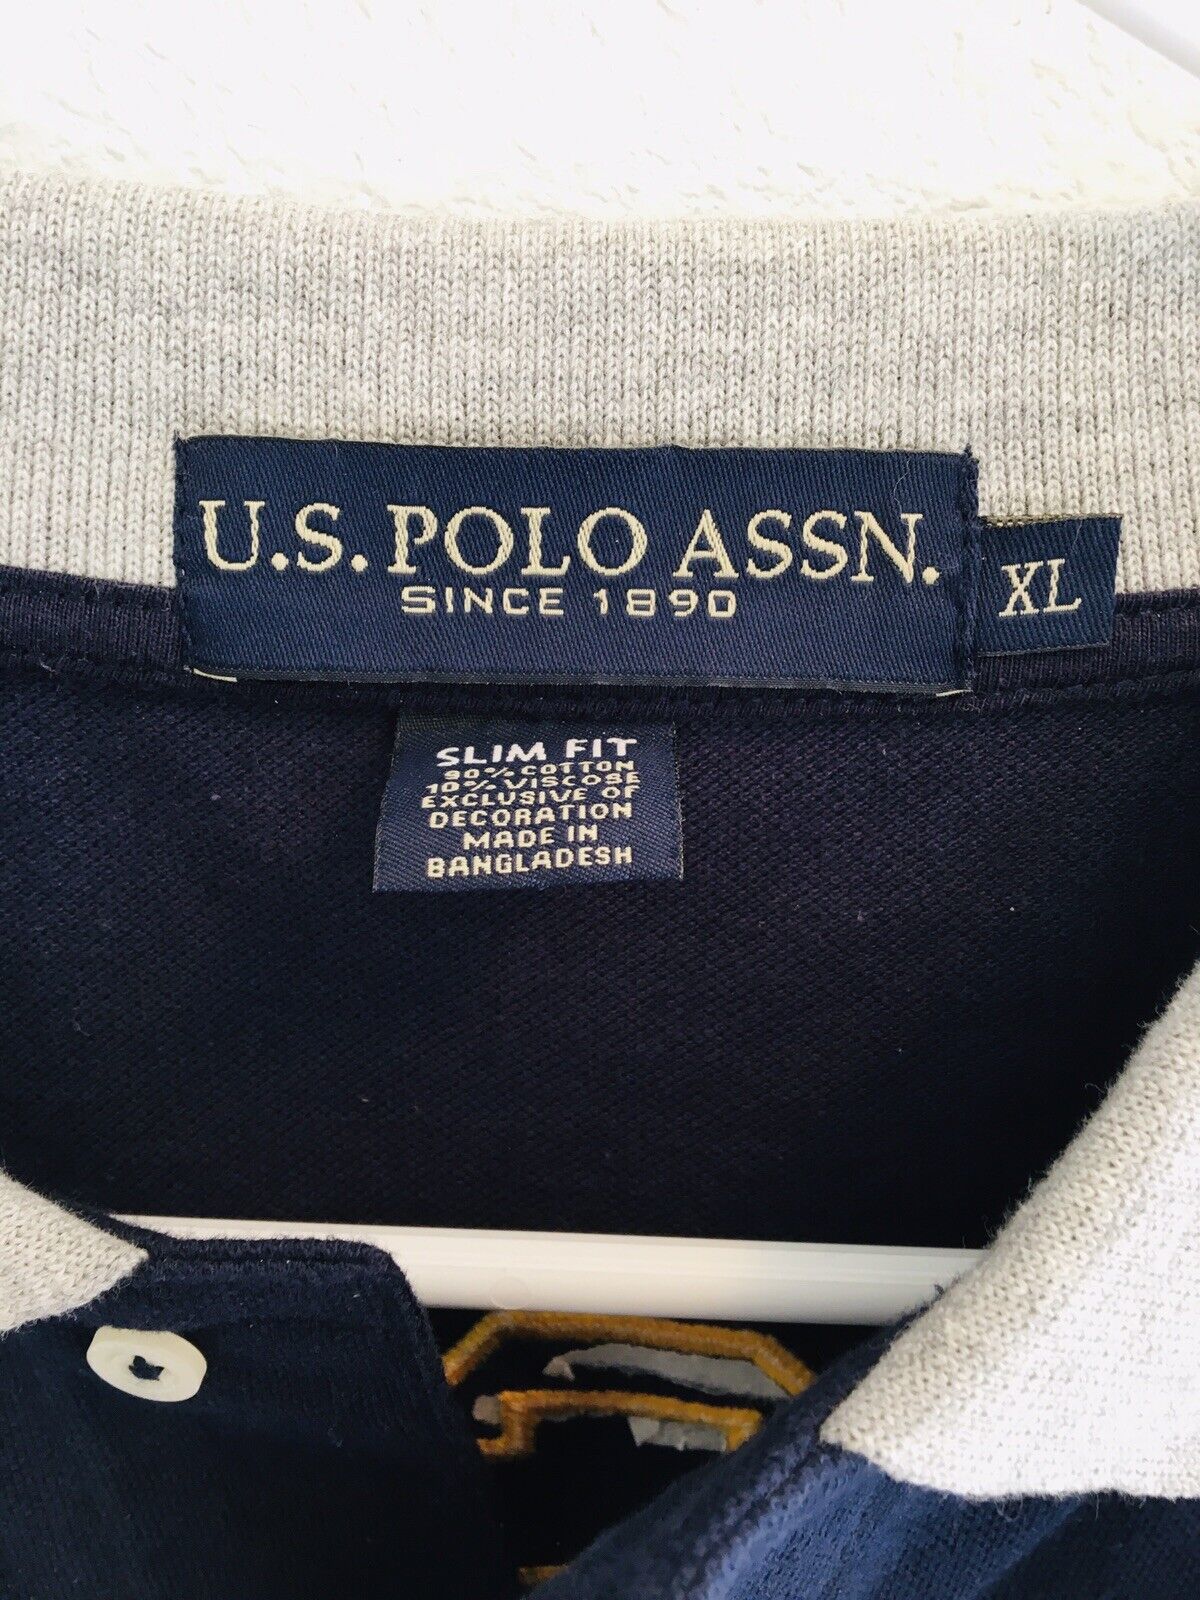 U.S. POLO ASSN.
SINCE 1890
XL
SLIM FIT
90% COTTON
10% VISCOSE
EXCLUSIVE OF
DECORATION
MADE IN
BANGLADESH